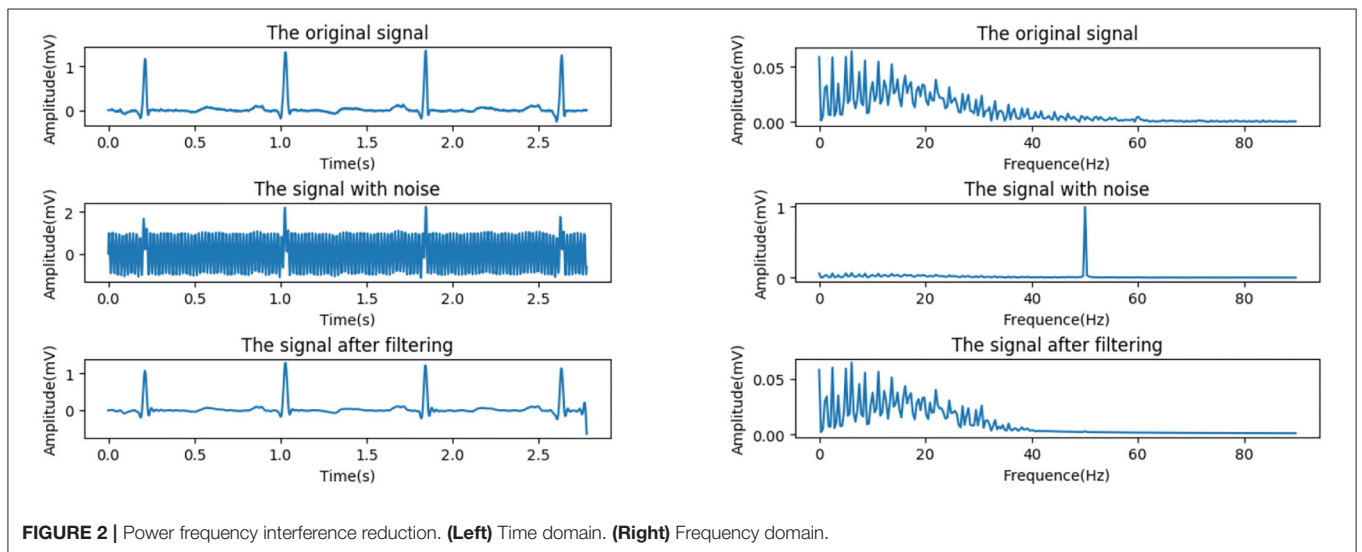 The original signal
Amplitude(mV)
1
0
0.0 0.5 1.0 1.5 2.0 2.5
Time(s)
The signal with noise
Amplitude(mV)
2
0
0.0 0.5 1.0 1.5 2.0 2.5
Time(s)
The signal after filtering
Amplitude(mV)
1
0
0.0 0.5 1.0 1.5 2.0 2.5
Time(s)
The original signal
Amplitude(mV)
0.05
0.00
0 20 40 60 80
Frequence(Hz)
The signal with noise
Amplitude(mV)
1
0
0 20 40 60 80
Frequence(Hz)
The signal after filtering
Amplitude(mV)
0.05
0.00
0 20 40 60 80
Frequence(Hz)
FIGURE 2 | Power frequency interference reduction. (Left) Time domain. (Right) Frequency domain.